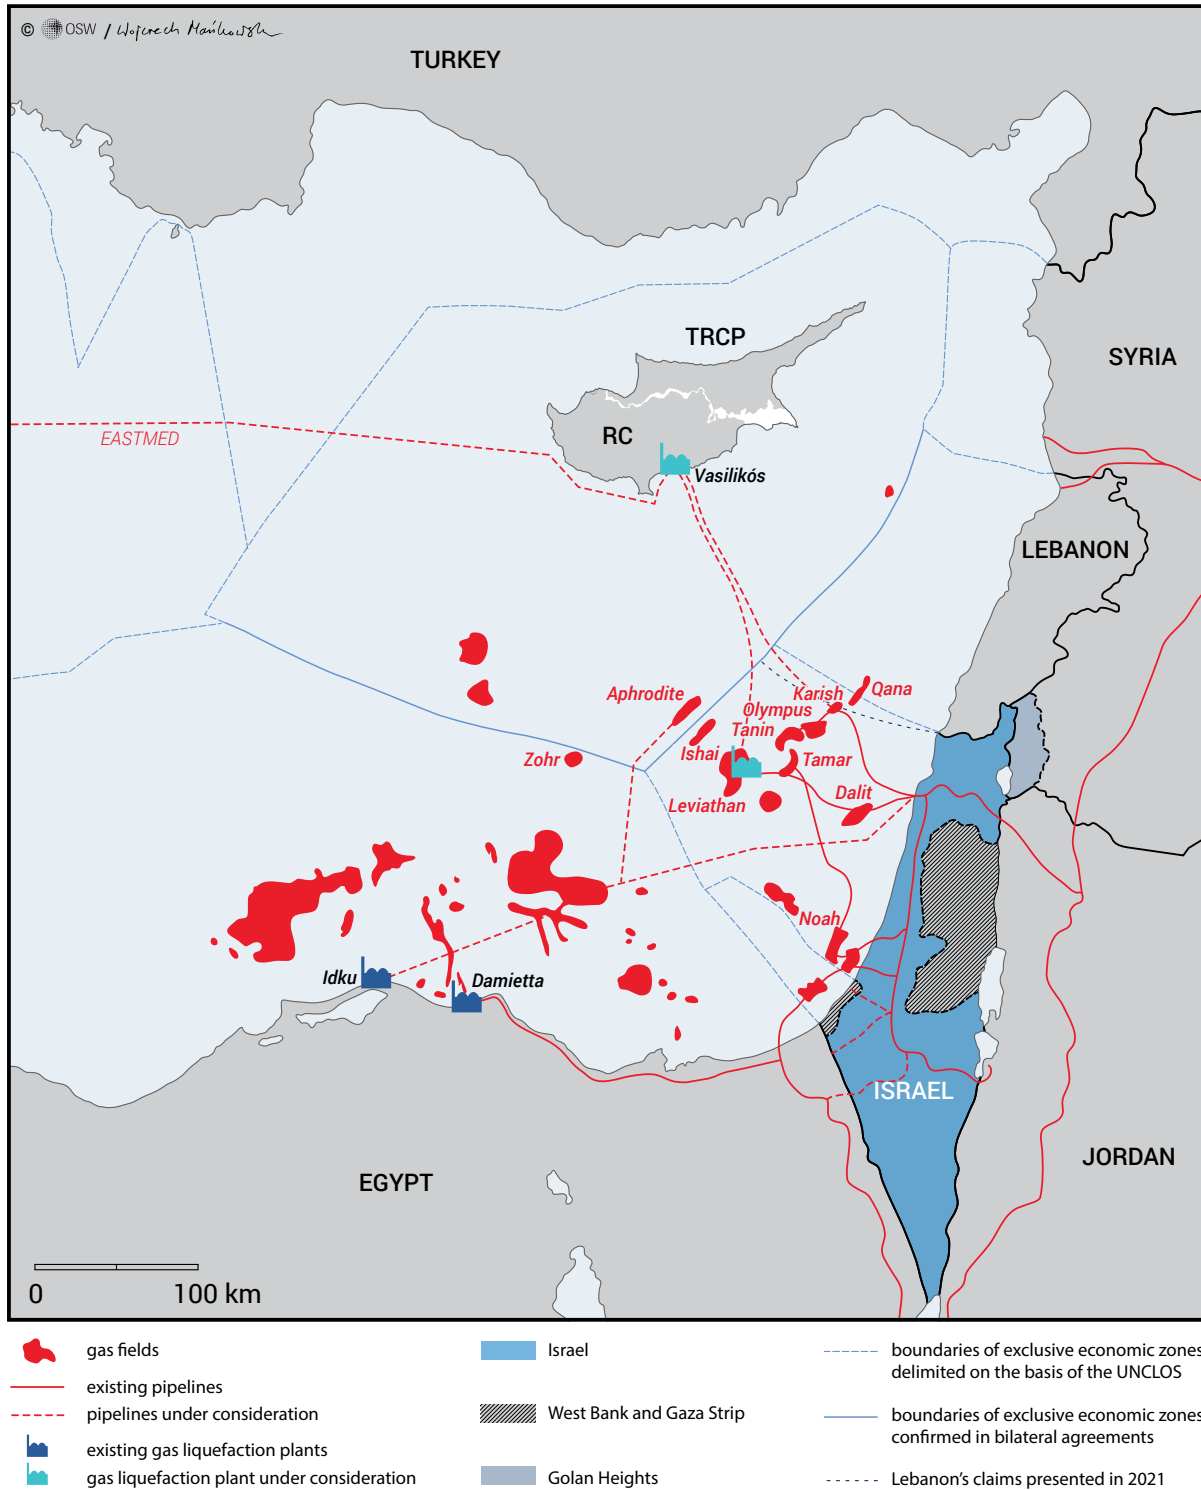 © OSW / Wojciech Mańkowski
TURKEY
TRCP
SYRIA
RC
EASTMED
Vasilikós
LEBANON
Qana
Karish
Aphrodite
Olympus
Tanin
Ishai
Zohr
Tamar
Dalit
Leviathan
Noah
Idku
Damietta
ISRAEL
JORDAN
EGYPT
0 100 km
gas fields
existing pipelines
pipelines under consideration
existing gas liquefaction plants
gas liquefaction plant under consideration
Israel
West Bank and Gaza Strip
Golan Heights
boundaries of exclusive economic zones
delimited on the basis of the UNCLOS
boundaries of exclusive economic zones
confirmed in bilateral agreements
Lebanon's claims presented in 2021